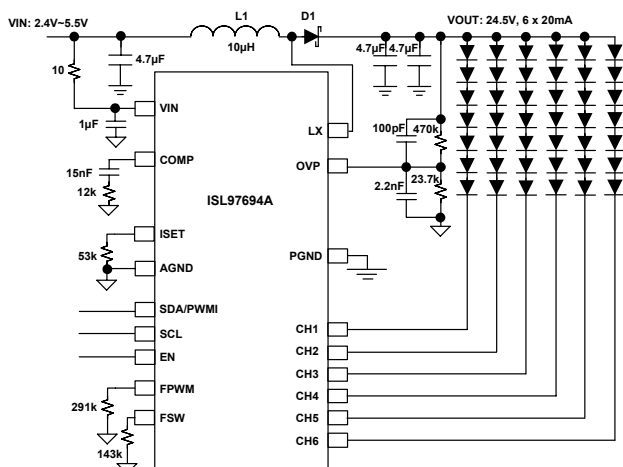 VIN: 2.4V~5.5V
L1
D1
VOUT: 24.5V, 6 x 20mA
10µH
4.7µF
4.7µF
4.7µF
10
1µF
VIN
LX
100pF
470k
COMP
OVP
15nF
12k
2.2nF
23.7k
ISL97694A
ISET
53k
AGND
PGND
SDA/PWMI
SCL
EN
CH1
CH2
CH3
CH4
CH5
CH6
FPWM
291k
FSW
143k